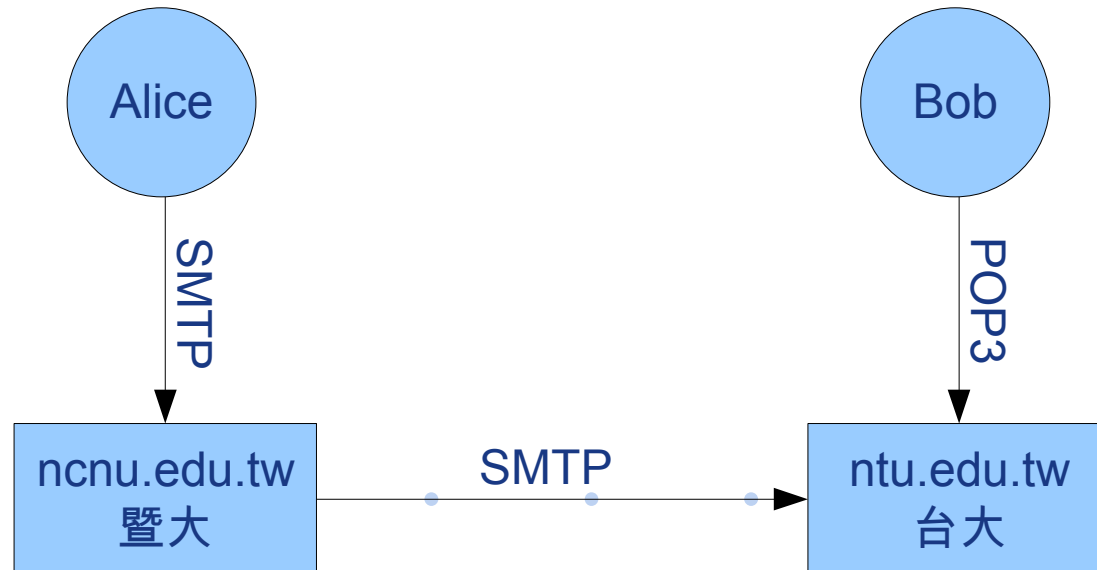 Alice
Bob
SMTP
POP3
SMTP
ncnu.edu.tw
暨大
ntu.edu.tw
台大